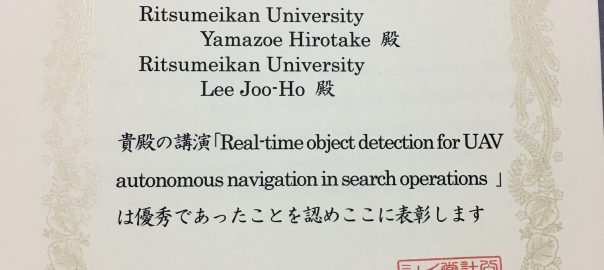 Ritsumeikan University
Yamazoe Hirotake 殿
Ritsumeikan University
Lee Joo-Ho 殿
貴殿の講演「Real-time object detection for UAV
autonomous navigation in search operations 」
は優秀であったことを認めここに表彰します